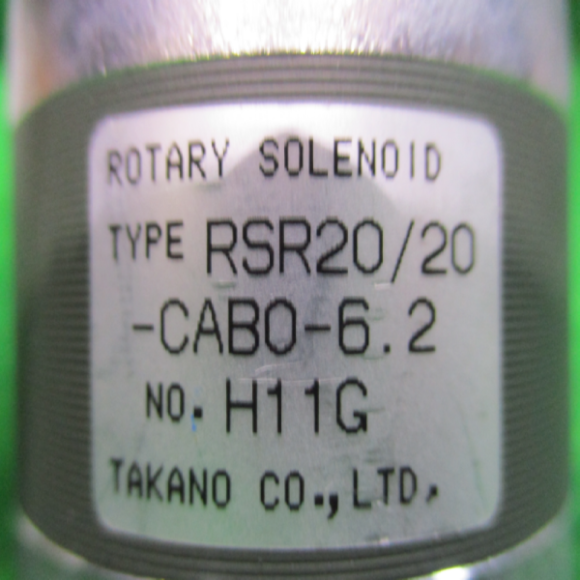 ROTARY SOLENOID
TYPE RSR20/20
-CAB0-6.2
NO. H11G
TAKANO CO.,LTD.